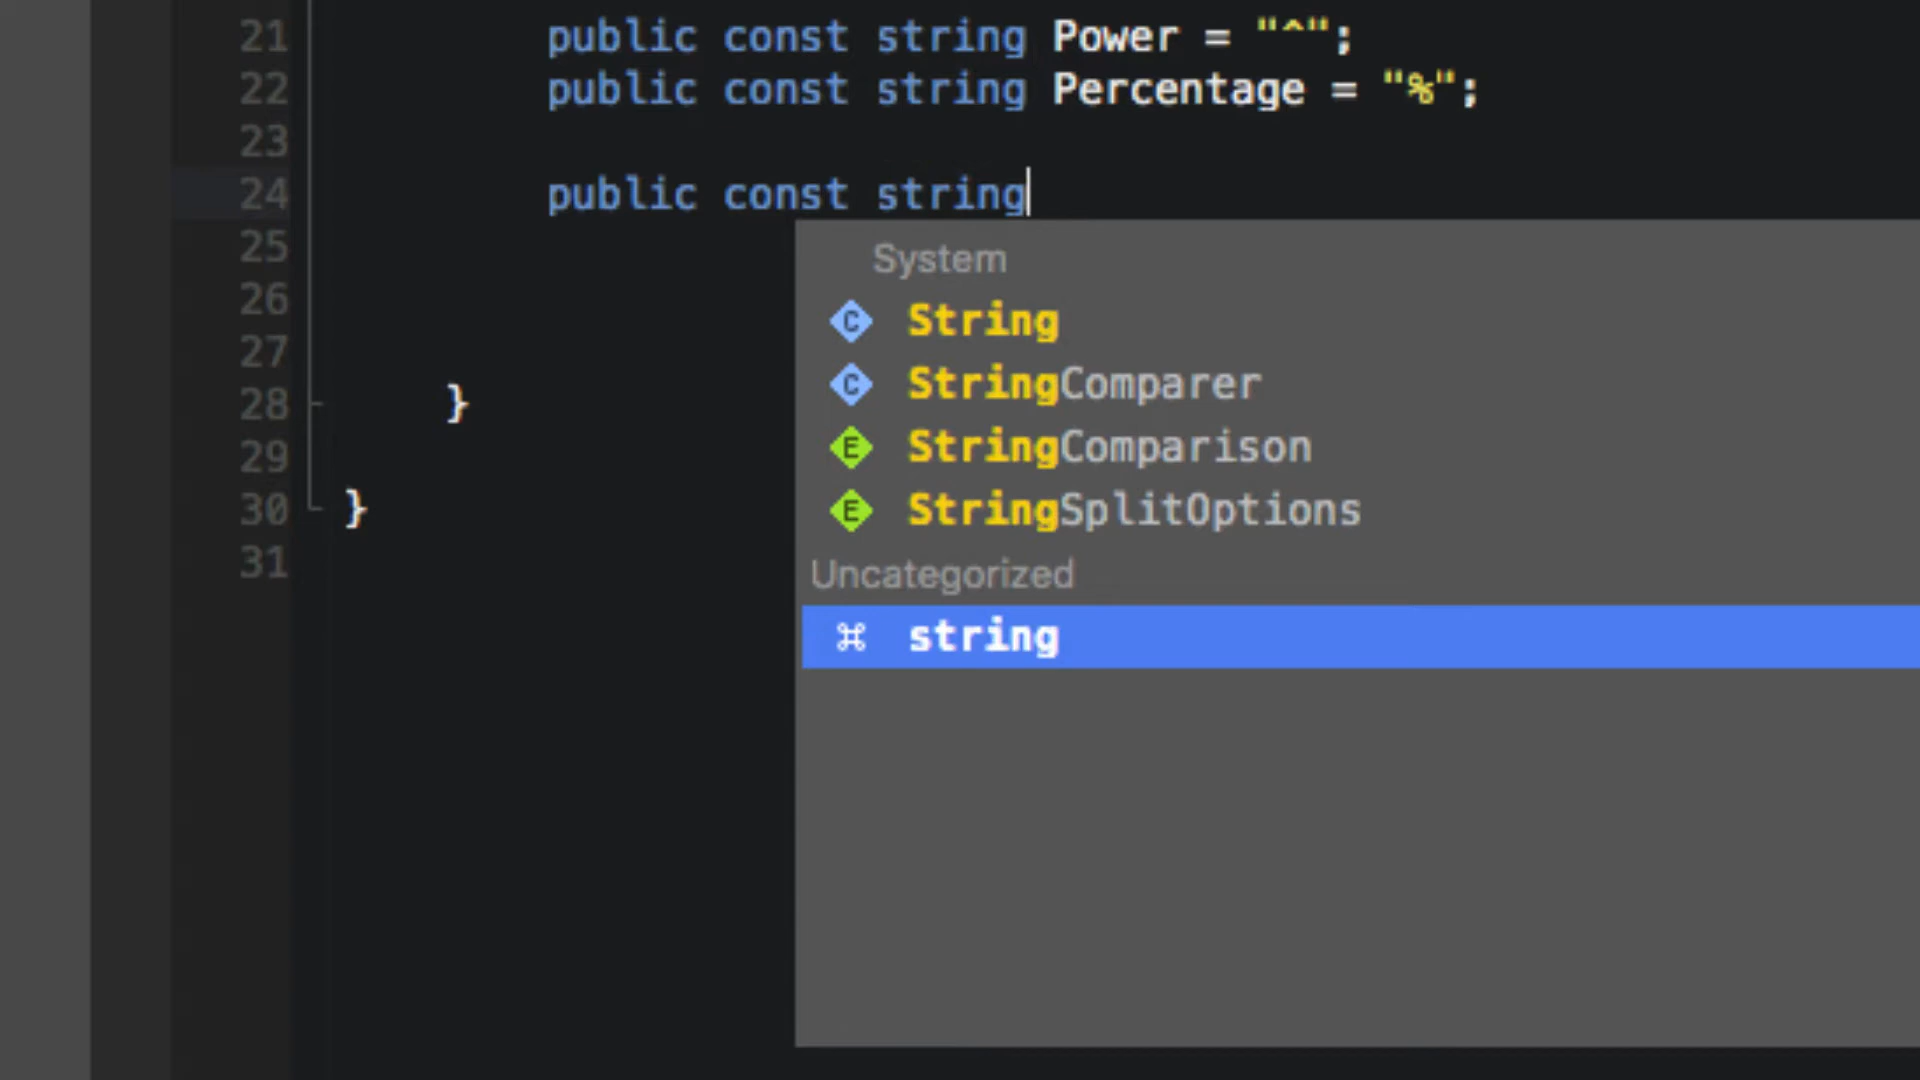 21 public const string Power = "^";
22 public const string Percentage = "%";
23
24 public const string
25
26
27
28 }
29
30 }
31
System
C String
C StringComparer
E StringComparison
E StringSplitOptions
Uncategorized
⌘ string